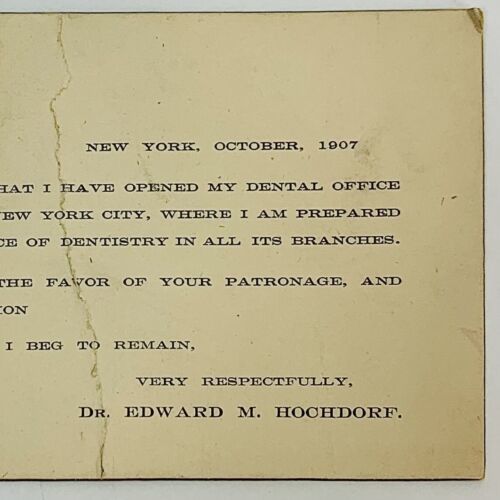 NEW YORK, OCTOBER, 1907
HAT I HAVE OPENED MY DENTAL OFFICE
NEW YORK CITY, WHERE I AM PREPARED
CE OF DENTISTRY IN ALL ITS BRANCHES.
THE FAVOR OF YOUR PATRONAGE, AND
ION
I BEG TO REMAIN,
VERY RESPECTFULLY,
DR. EDWARD M. HOCHDORF.